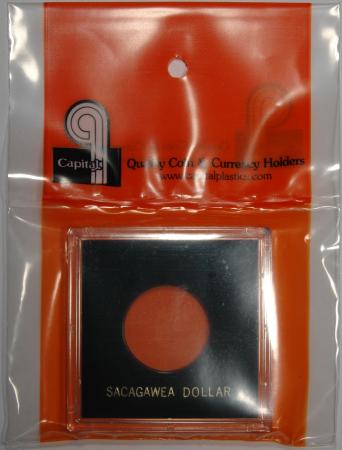 Capital
Quality Coin & Currency Holders
www.capitalplastics.com
SACAGAWEA DOLLAR